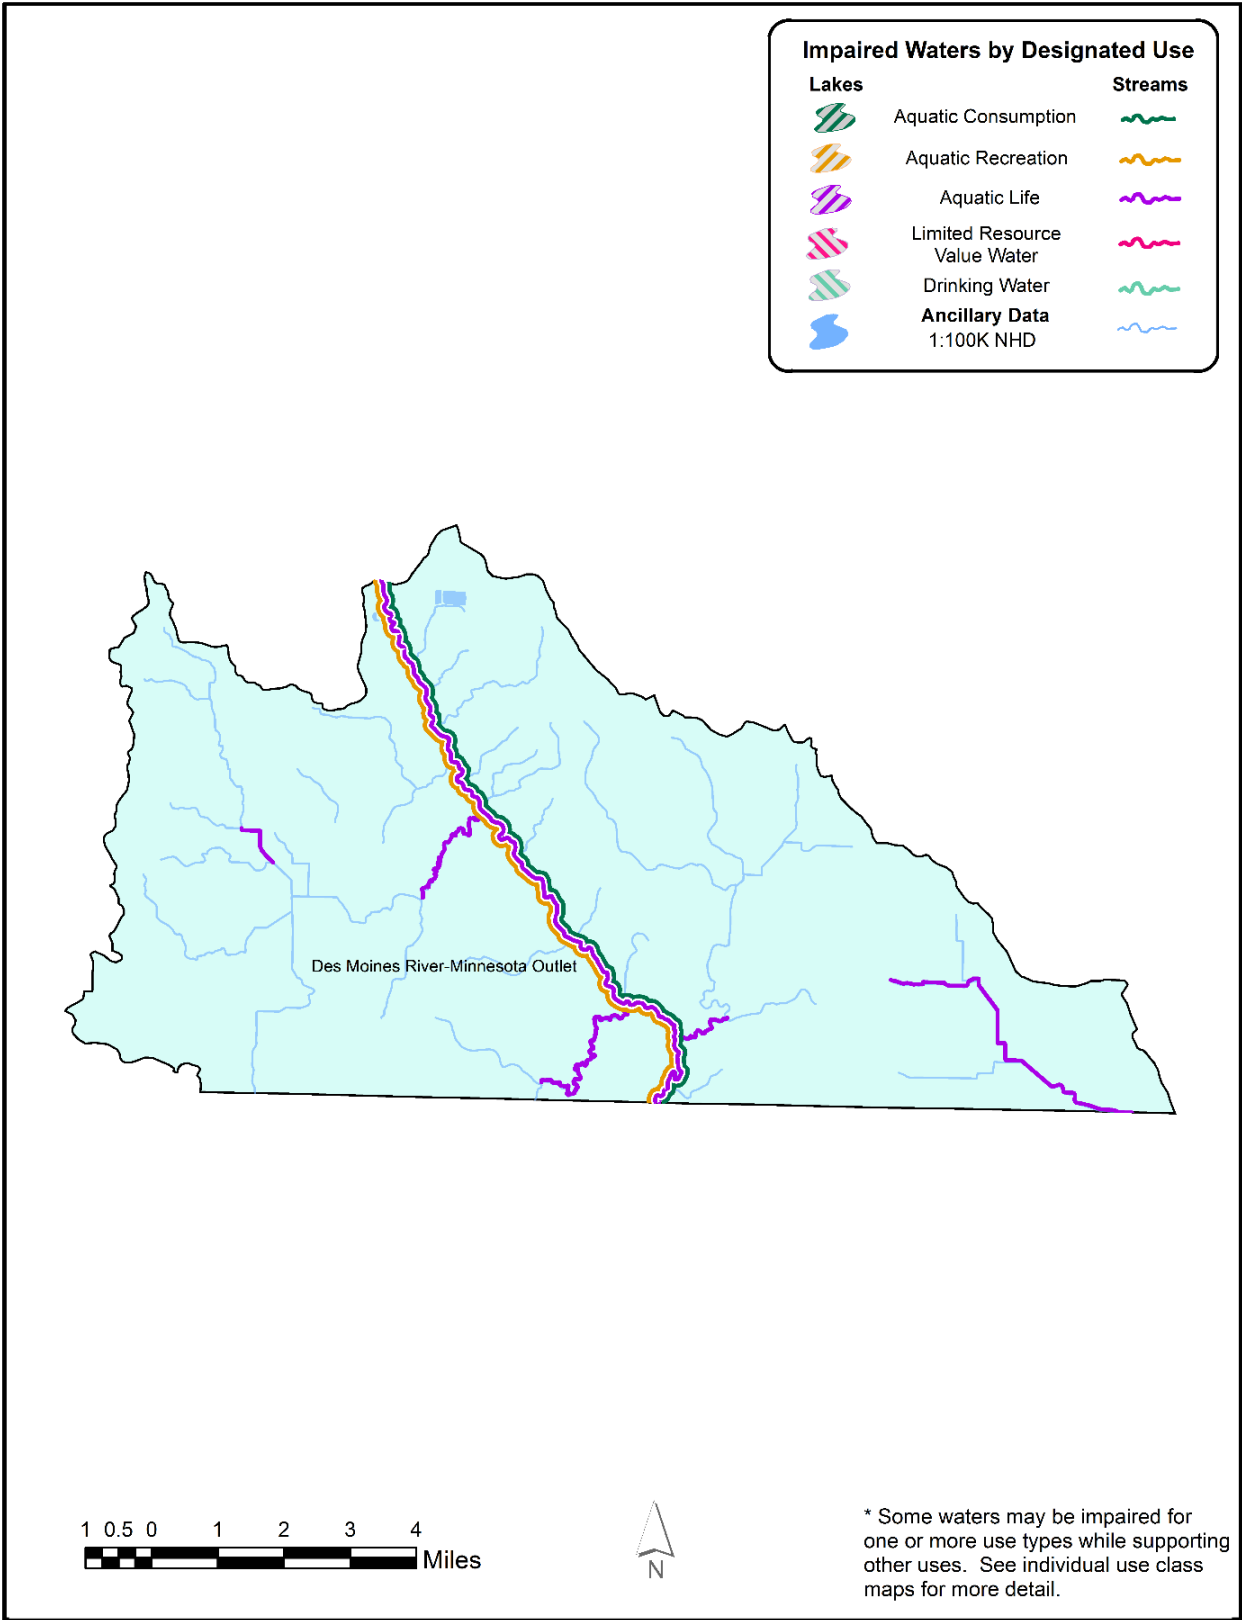 Impaired Waters by Designated Use
Lakes
Streams
Aquatic Consumption
Aquatic Recreation
Aquatic Life
Limited Resource
Value Water
Drinking Water
Ancillary Data
1:100K NHD
Des Moines River-Minnesota Outlet
1 0.5 0 1 2 3 4
Miles
N
* Some waters may be impaired for
one or more use types while supporting
other uses. See individual use class
maps for more detail.